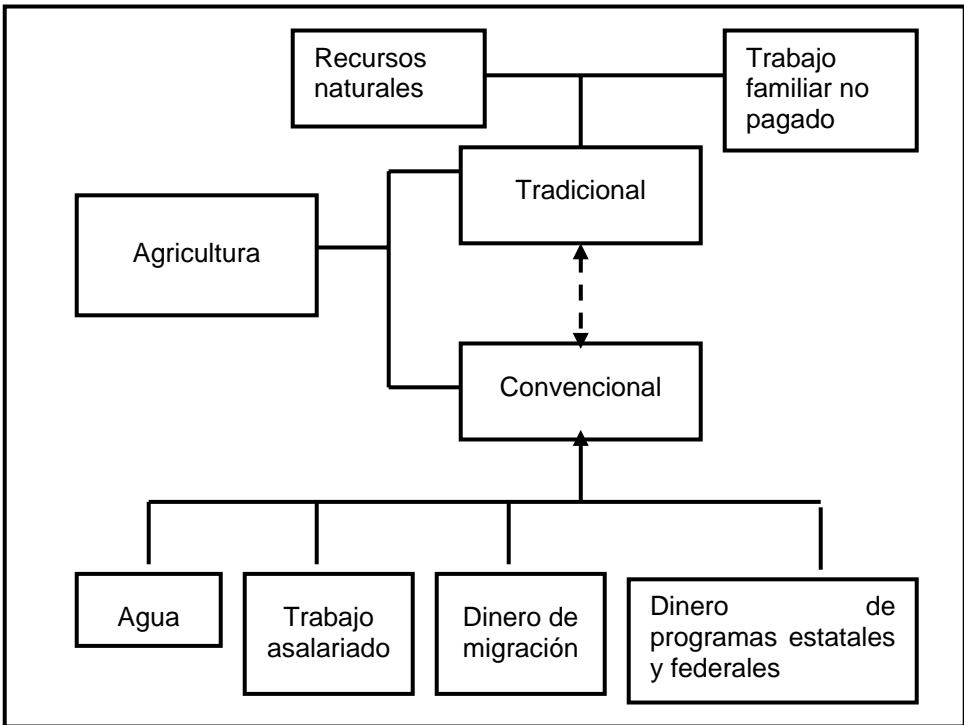 Recursos
naturales
Trabajo
familiar no
pagado
Tradicional
Agricultura
Convencional
Agua
Trabajo
asalariado
Dinero de
migración
Dinero de
programas estatales
y federales